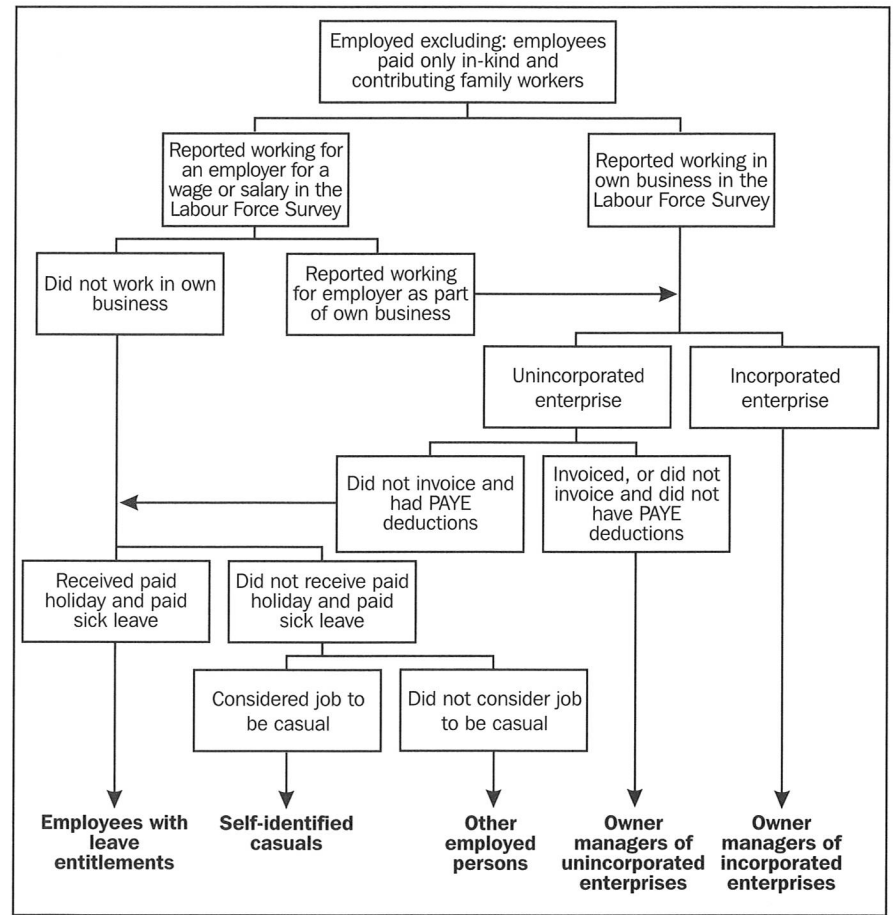 Employed excluding: employees
paid only in-kind and
contributing family workers
Reported working for
an employer for a
wage or salary in the
Labour Force Survey
Reported working in
own business in the
Labour Force Survey
Did not work in own
business
Reported working
for employer as part
of own business
Unincorporated
enterprise
Incorporated
enterprise
Did not invoice and
had PAYE
deductions
Invoiced, or did not
invoice and did not
have PAYE
deductions
Received paid
holiday and paid
sick leave
Did not receive paid
holiday and paid
sick leave
Considered job to
be casual
Did not consider job
to be casual
Employees with
leave
entitlements
Self-identified
casuals
Other
employed
persons
Owner
managers of
unincorporated
enterprises
Owner
managers of
incorporated
enterprises